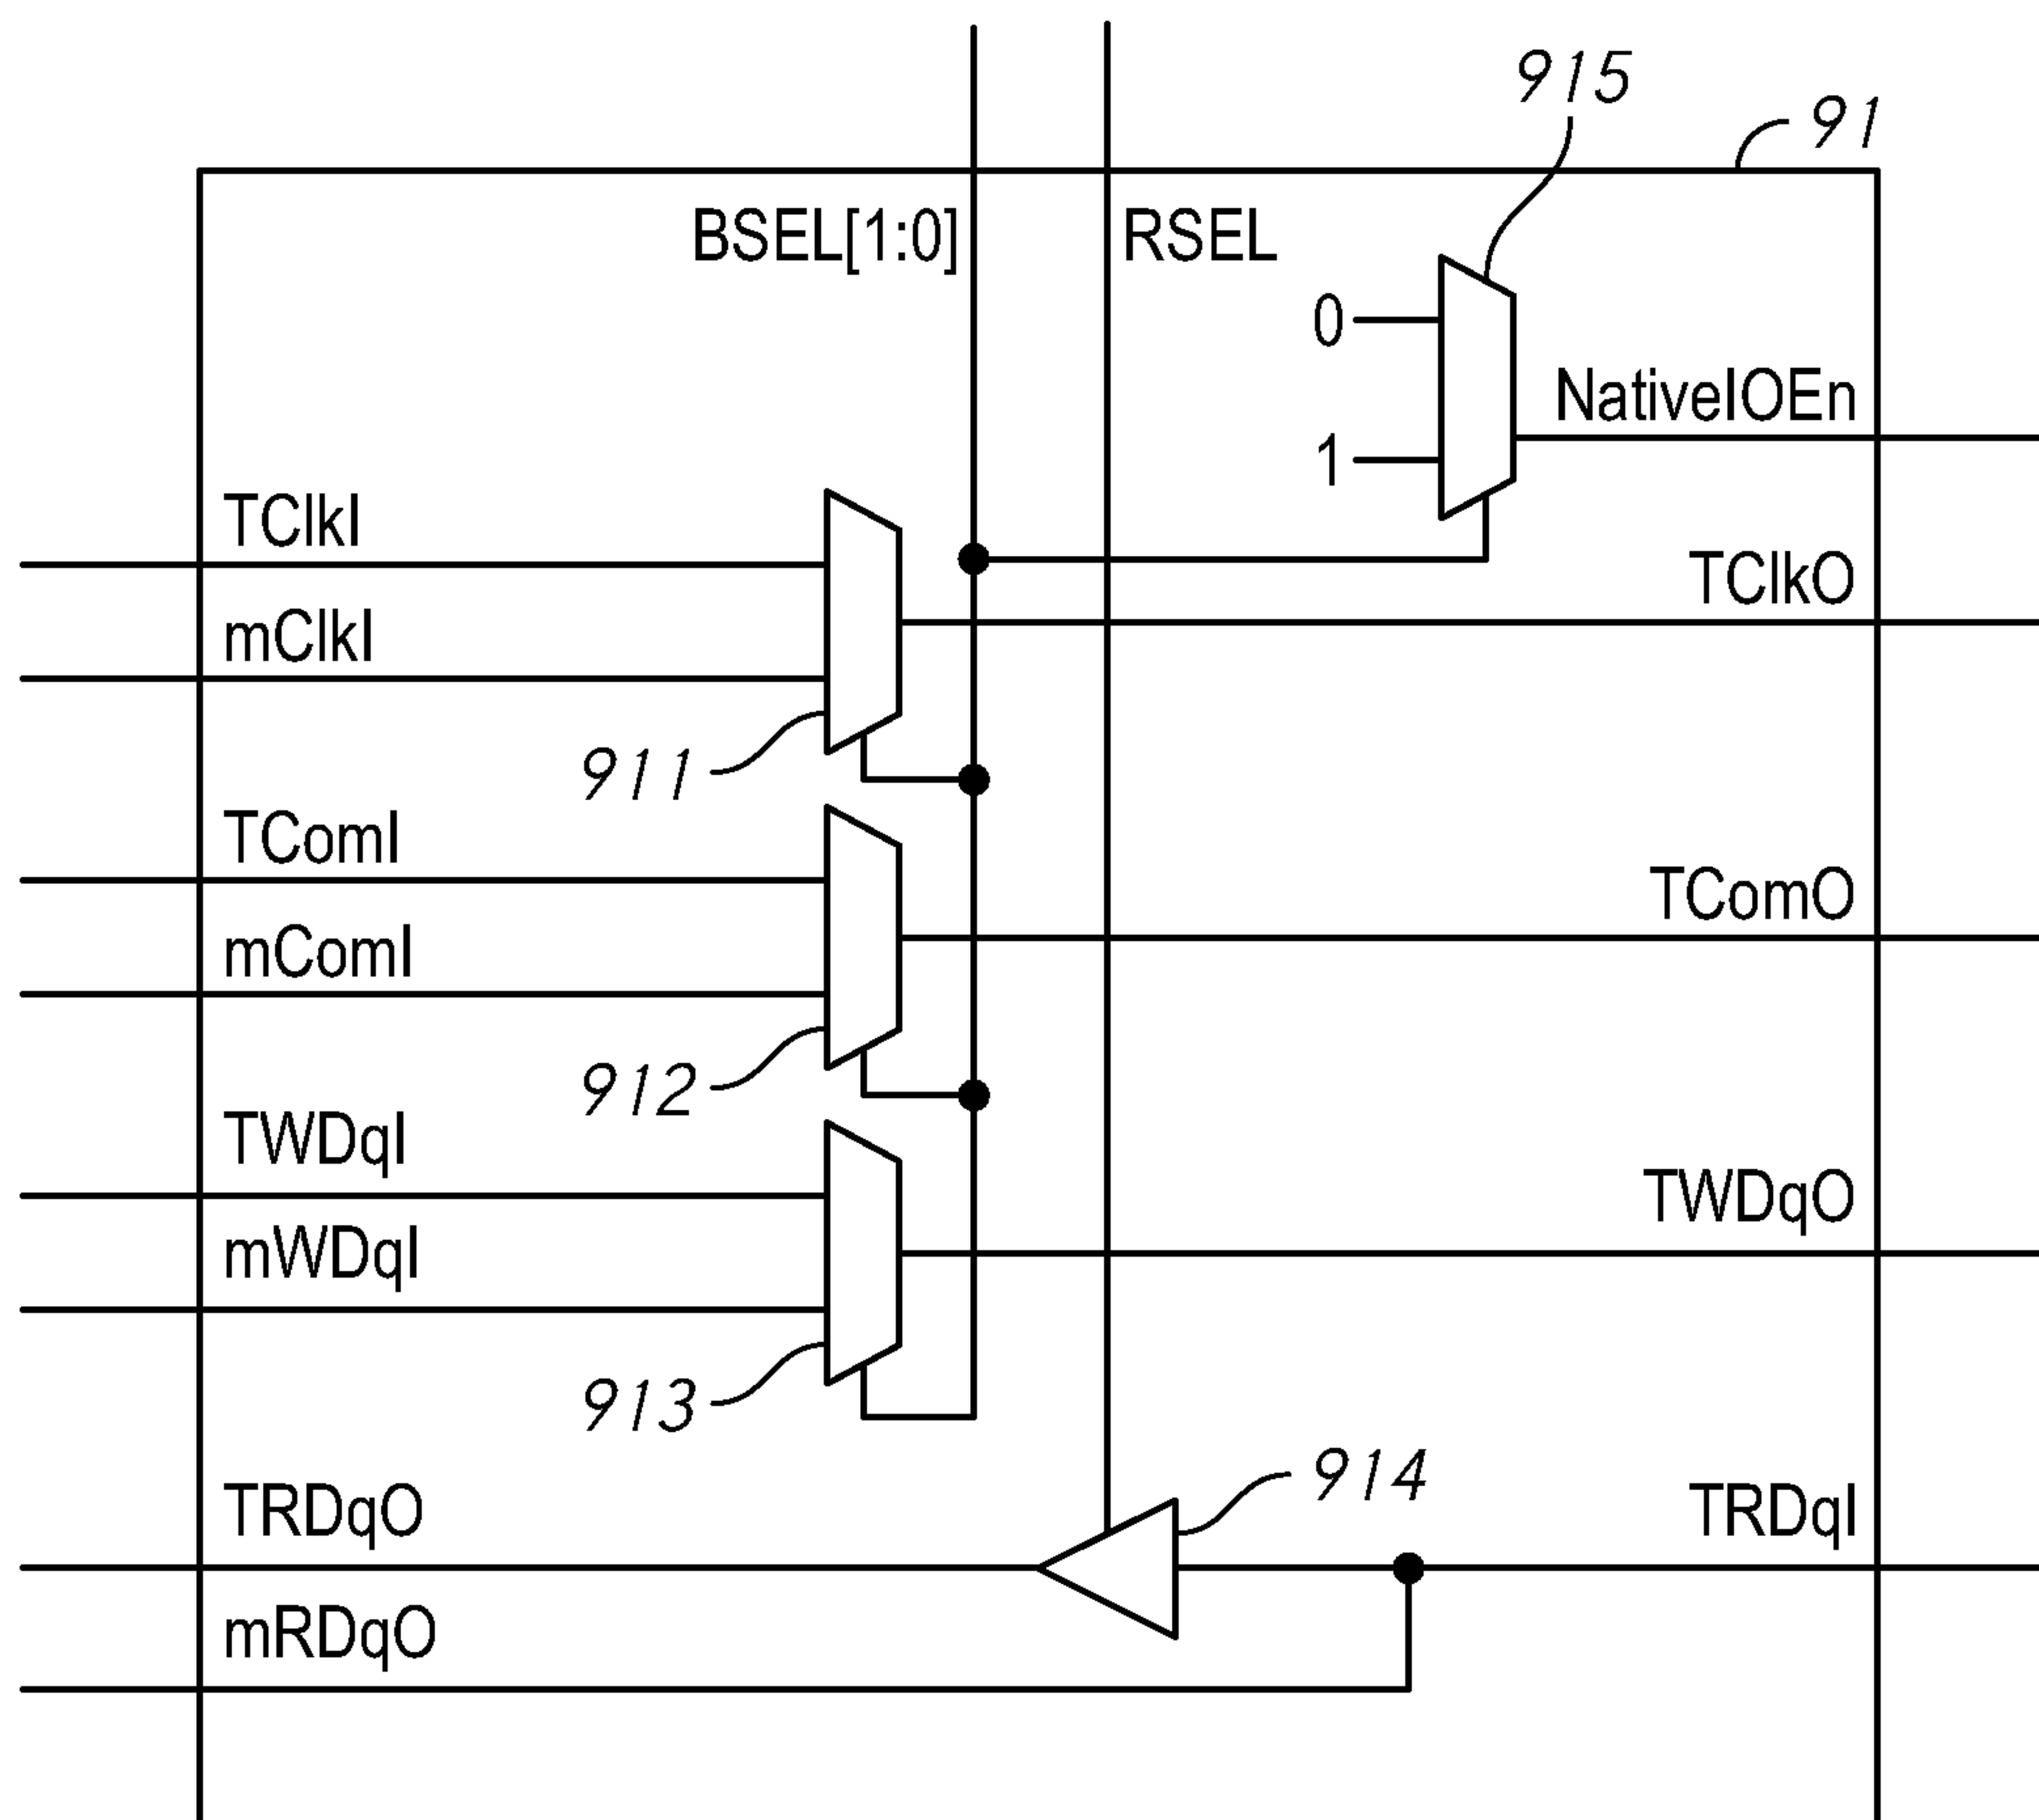 915
91
BSEL[1:0]
RSEL
0
NativeIOEn
1
TClkI
TClkO
mClkI
911
TComI
TComO
mComI
912
TWDqI
TWDqO
mWDqI
913
914
TRDqO
TRDqI
mRDqO